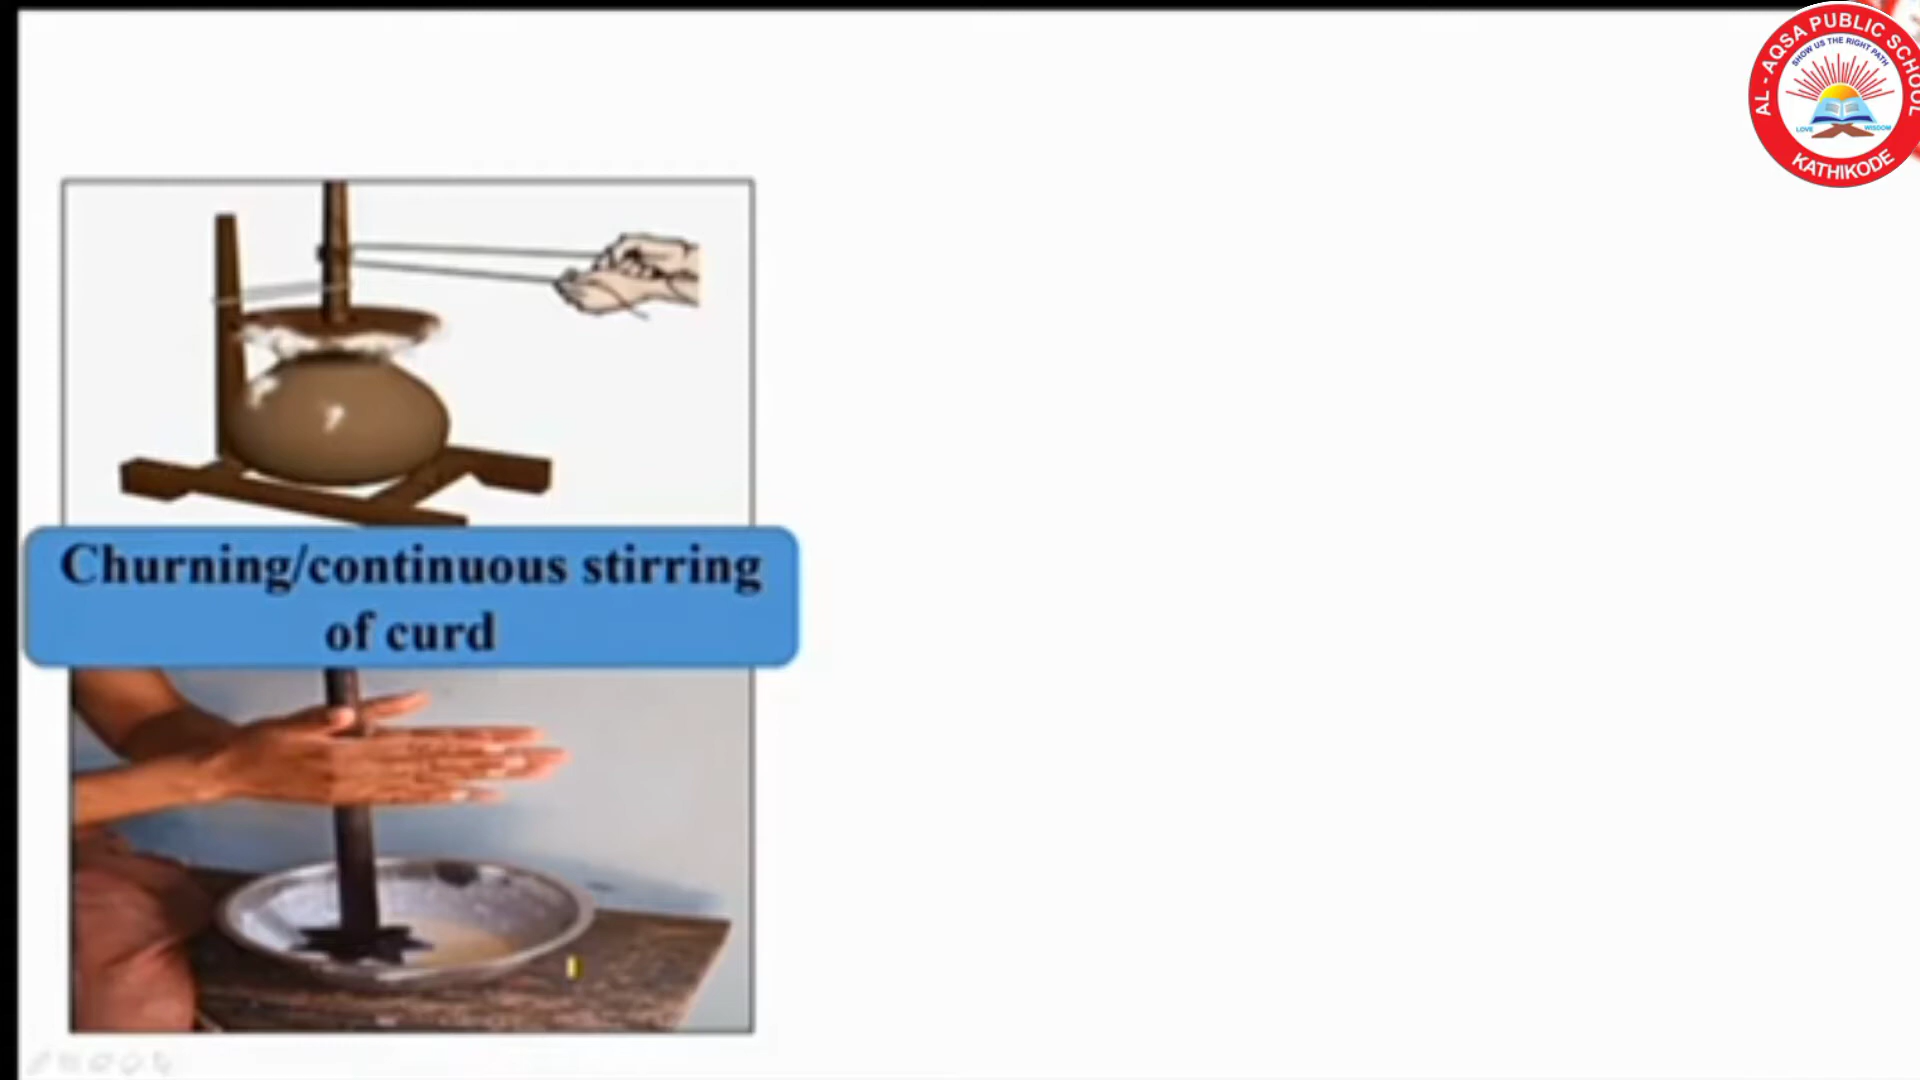 AL - AQSA PUBLIC SCHOOL
SHOW US THE RIGHT PATH
LOVE
WISDOM
KATHIKODE
Churning/continuous stirring
of curd